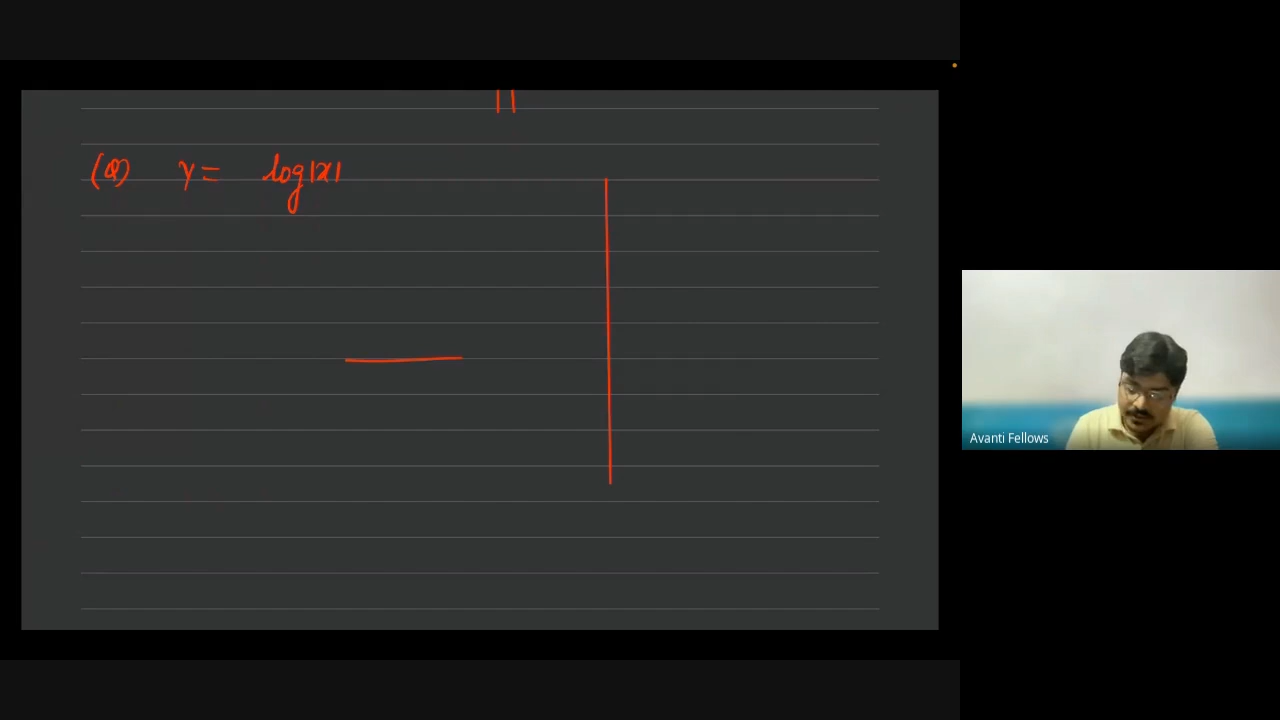 (Q) y = log|x|
Avanti Fellows